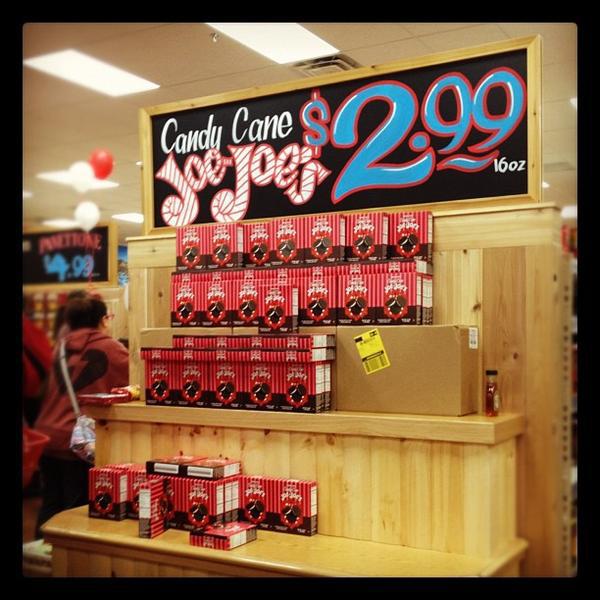 Candy Cane
Joe-Joe's
$2.99
16oz
PANETTONE
$4.99